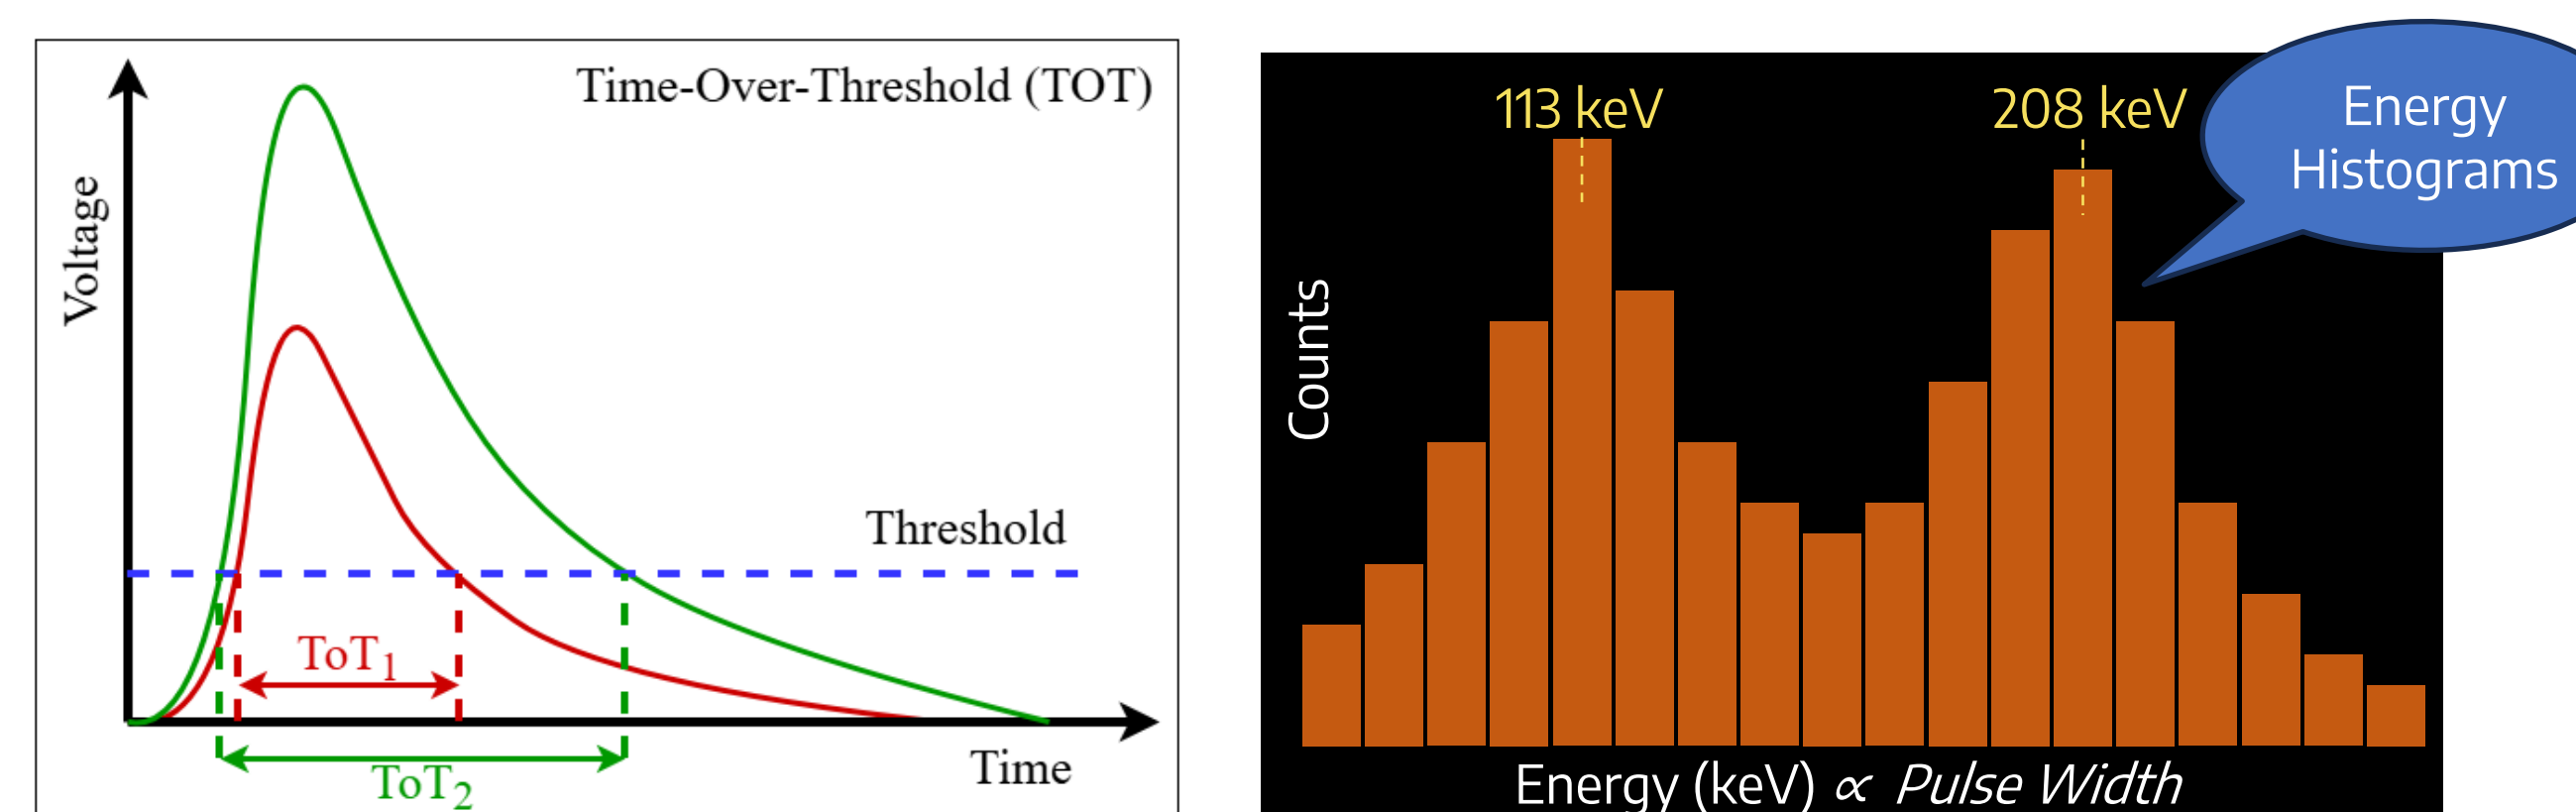 Time-Over-Threshold (TOT)
Voltage
Threshold
ToT1
ToT2
Time
113 keV
208 keV
Energy
Histograms
Counts
Energy (keV) ∝ Pulse Width